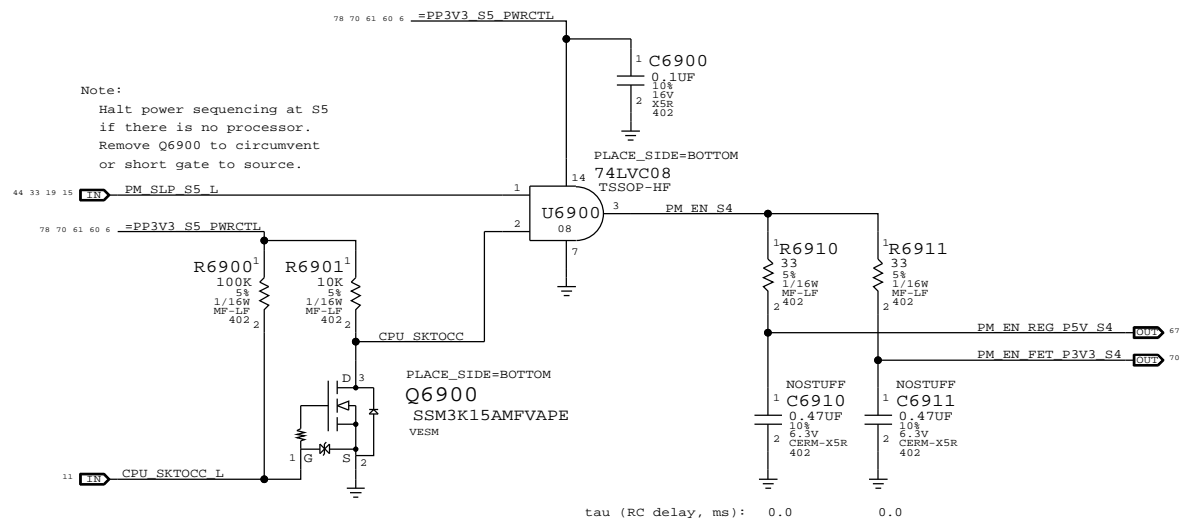 78 70 61 60 6 =PP3V3_S5_PWRCTL
1 C6900
0.1UF
10%
16V
X5R
2 402
Note:
Halt power sequencing at S5
if there is no processor.
Remove Q6900 to circumvent
or short gate to source.
PLACE_SIDE=BOTTOM
14 74LVC08
TSSOP-HF
44 33 19 15 IN PM_SLP_S5_L 1
U6900
08
2
3 PM_EN_S4
7
78 70 61 60 6 =PP3V3_S5_PWRCTL
R6900 1
100K
5%
1/16W
MF-LF
402 2
R6901 1
10K
5%
1/16W
MF-LF
402 2
1 R6910
33
5%
1/16W
MF-LF
2 402
1 R6911
33
5%
1/16W
MF-LF
2 402
CPU_SKTOCC
PM_EN_REG_P5V_S4 OUT 67
PM_EN_FET_P3V3_S4 OUT 70
D 3
PLACE_SIDE=BOTTOM
Q6900
SSM3K15AMFVAPE
VESM
1 G S 2
NOSTUFF
1 C6910
0.47UF
10%
2 6.3V
CERM-X5R
402
NOSTUFF
1 C6911
0.47UF
10%
2 6.3V
CERM-X5R
402
11 IN CPU_SKTOCC_L
tau (RC delay, ms): 0.0 0.0